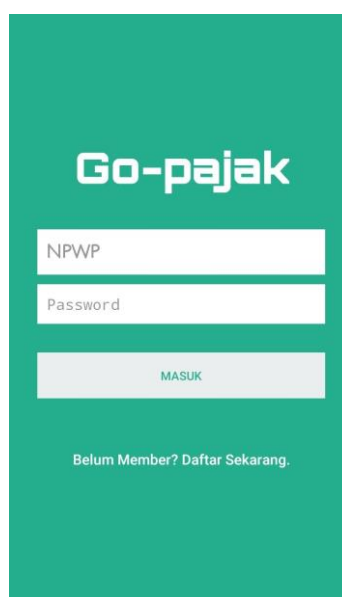 Go-pajak
NPWP
Password
MASUK
Belum Member? Daftar Sekarang.